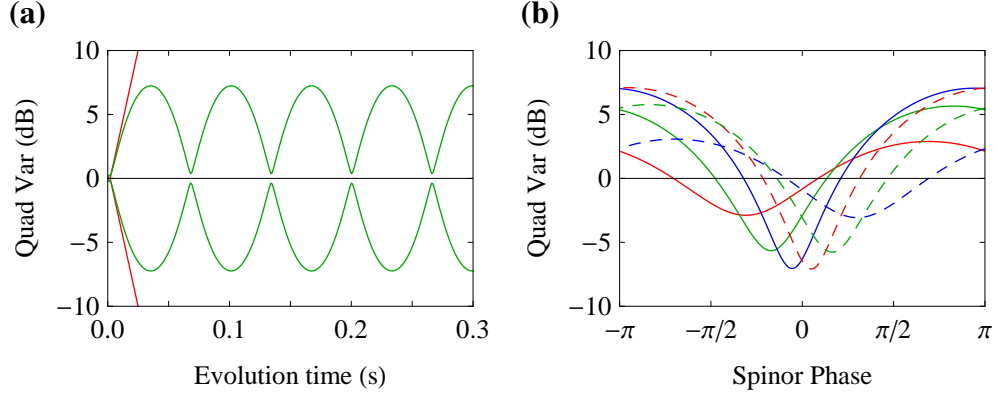 (a)
Quad Var (dB)
10
5
0
−5
−10
0.0
0.1
0.2
0.3
Evolution time (s)
(b)
Quad Var (dB)
10
5
0
−5
−10
−π
−π/2
0
π/2
π
Spinor Phase